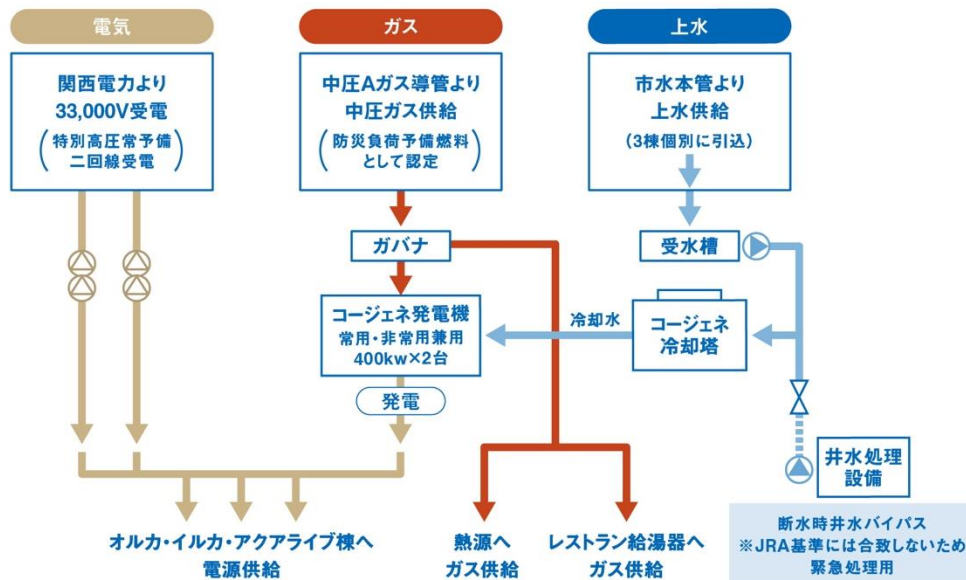 電気
関西電力より
33,000V受電
(特別高圧常予備
二回線受電)
ガス
中圧Aガス導管より
中圧ガス供給
(防災負荷予備燃料
として認定)
上水
市水本管より
上水供給
(3棟個別に引込)
ガバナ
受水槽
コージェネ発電機
常用・非常用兼用
400kw×2台
冷却水
コージェネ
冷却塔
発電
井水処理
設備
オルカ・イルカ・アクアライブ棟へ
電源供給
熱源へ
ガス供給
レストラン給湯器へ
ガス供給
断水時井水バイパス
※JRA基準には合致しないため
緊急処理用